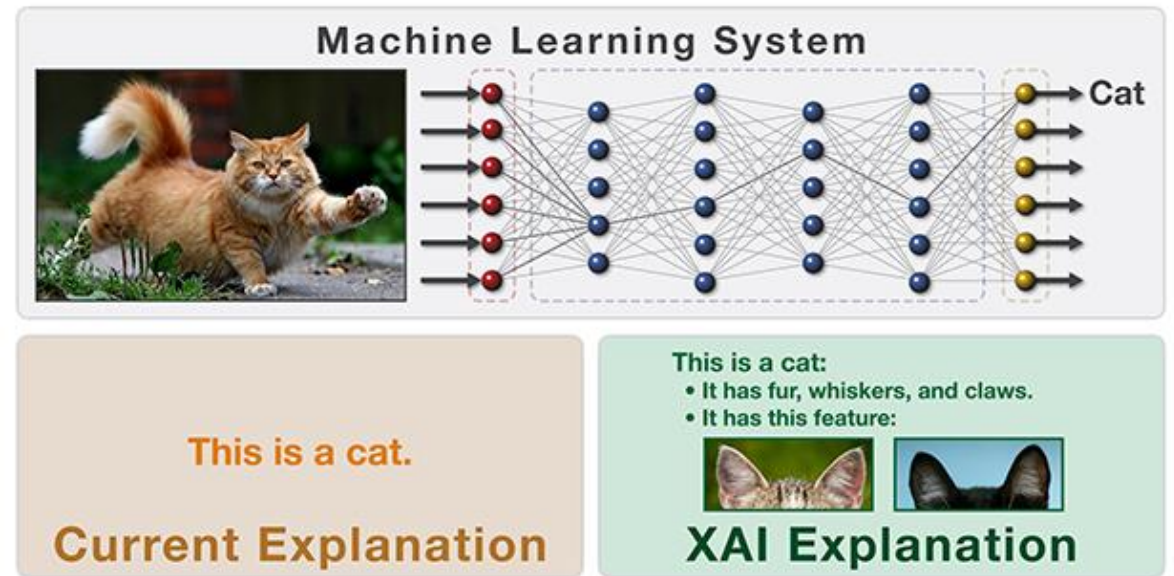 Machine Learning System
Cat
This is a cat.
Current Explanation
This is a cat:
• It has fur, whiskers, and claws.
• It has this feature:
XAI Explanation